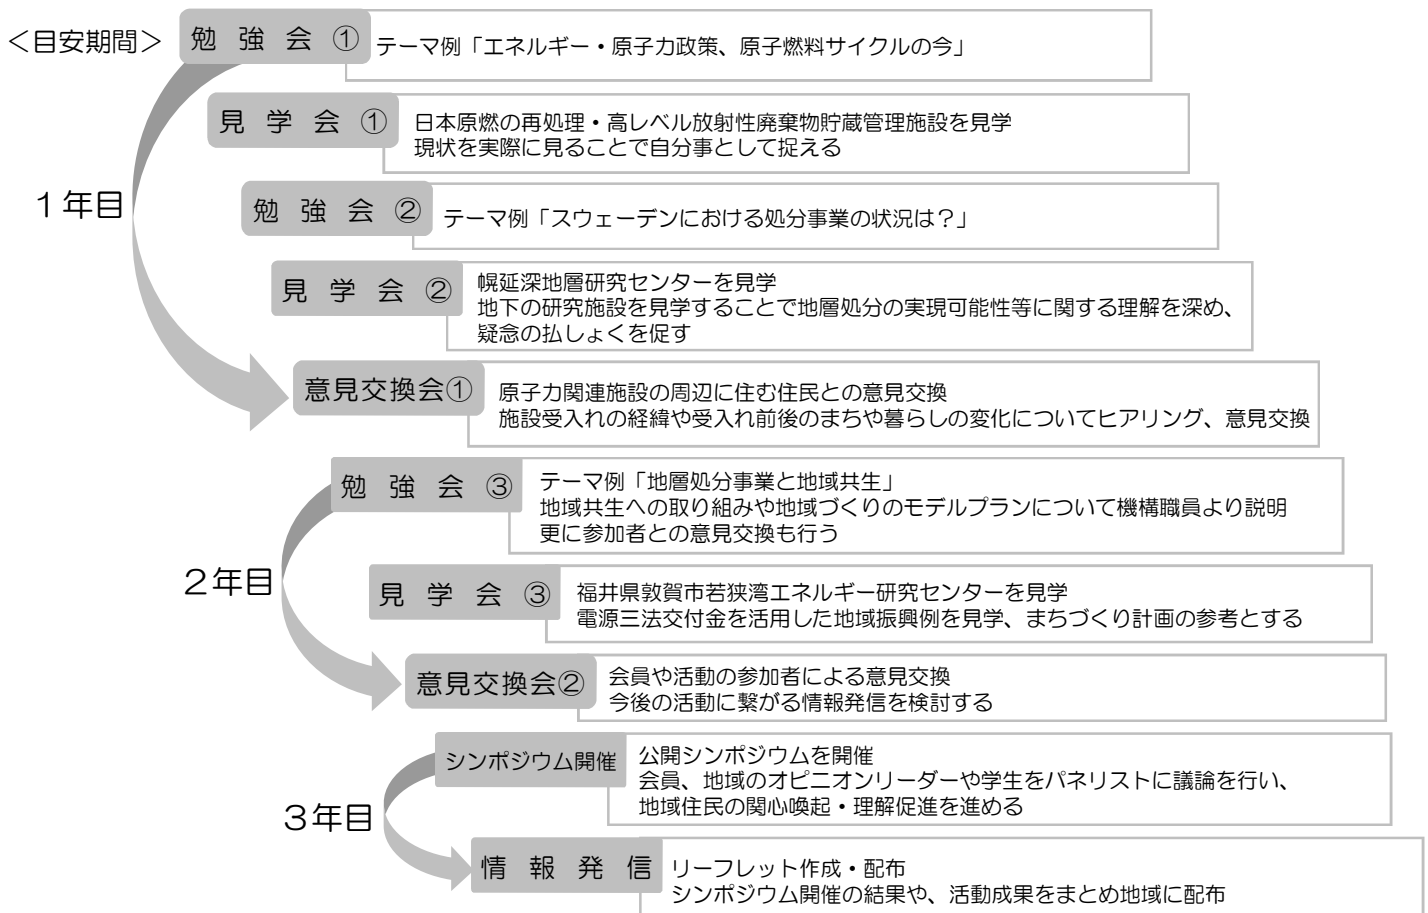 ＜目安期間＞
勉強会①
テーマ例「エネルギー・原子力政策、原子燃料サイクルの今」
見学会①
日本原燃の再処理・高レベル放射性廃棄物貯蔵管理施設を見学
現状を実際に見ることで自分事として捉える
１年目
勉強会②
テーマ例「スウェーデンにおける処分事業の状況は？」
見学会②
幌延深地層研究センターを見学
地下の研究施設を見学することで地層処分の実現可能性等に関する理解を深め、
疑念の払しょくを促す
意見交換会①
原子力関連施設の周辺に住む住民との意見交換
施設受入れの経緯や受入れ前後のまちや暮らしの変化についてヒアリング、意見交換
勉強会③
テーマ例「地層処分事業と地域共生」
地域共生への取り組みや地域づくりのモデルプランについて機構職員より説明
更に参加者との意見交換も行う
２年目
見学会③
福井県敦賀市若狭湾エネルギー研究センターを見学
電源三法交付金を活用した地域振興例を見学、まちづくり計画の参考とする
意見交換会②
会員や活動の参加者による意見交換
今後の活動に繋がる情報発信を検討する
シンポジウム開催
公開シンポジウムを開催
会員、地域のオピニオンリーダーや学生をパネリストに議論を行い、
地域住民の関心喚起・理解促進を進める
３年目
情報発信
リーフレット作成・配布
シンポジウム開催の結果や、活動成果をまとめ地域に配布